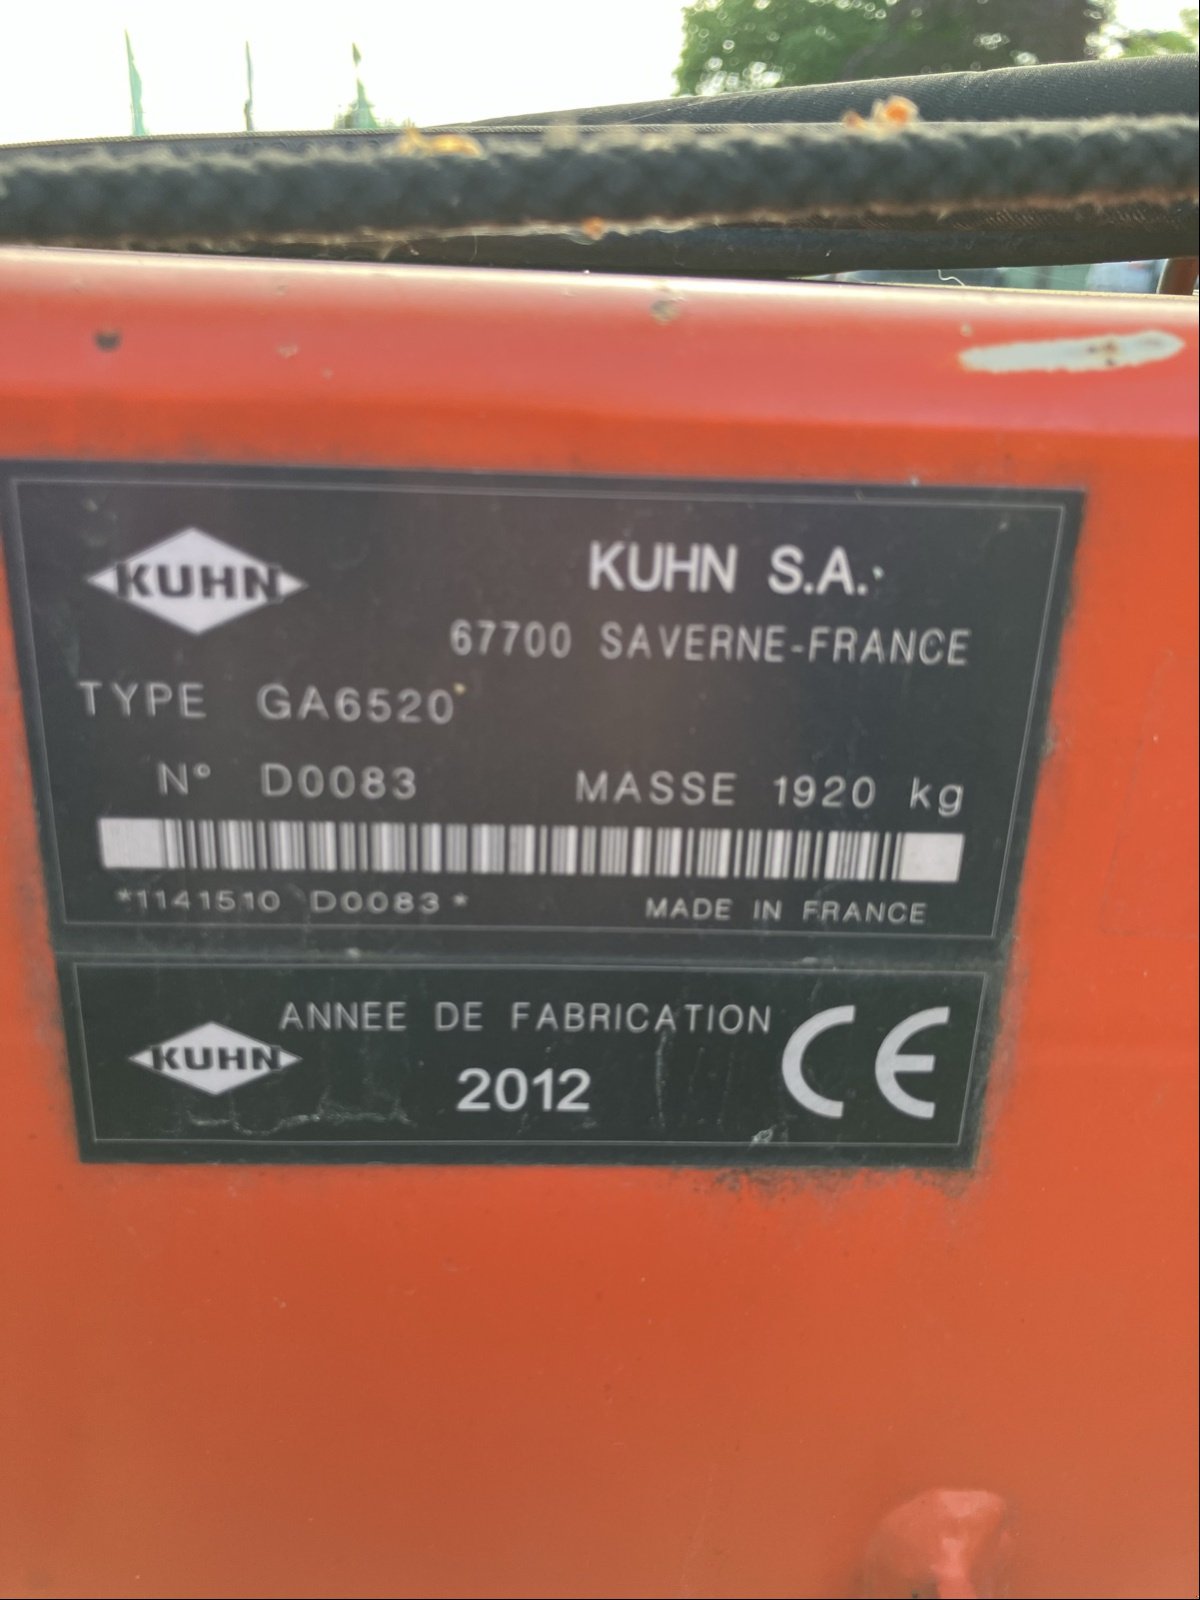 KUHN
KUHN S.A.
67700 SAVERNE-FRANCE
TYPE GA6520
N° D0083 MASSE 1920 kg
*1141510 D0083*
MADE IN FRANCE
KUHN
ANNEE DE FABRICATION
2012
CE